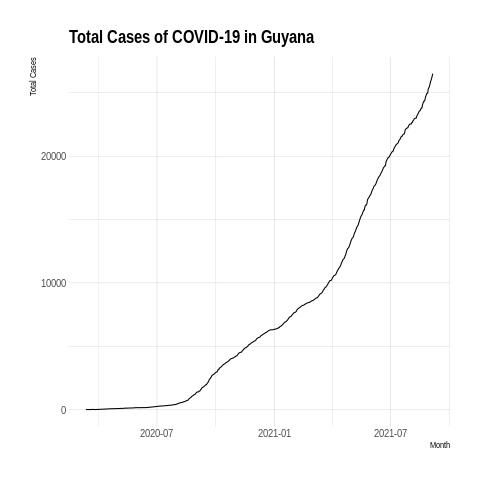 Total Cases of COVID-19 in Guyana
Total Cases
20000
10000
0
2020-07
2021-01
2021-07
Month